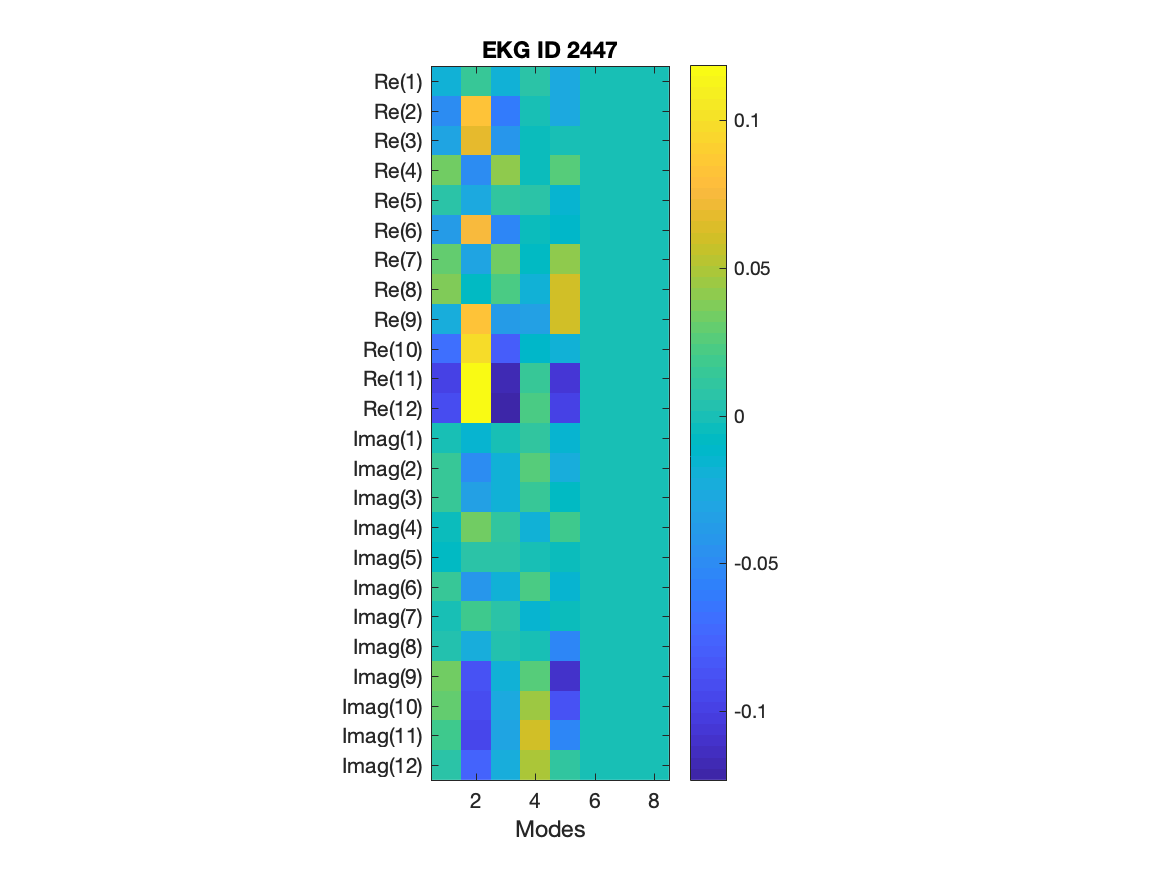 EKG ID 2447
Re(1)
Re(2)
Re(3)
Re(4)
Re(5)
Re(6)
Re(7)
Re(8)
Re(9)
Re(10)
Re(11)
Re(12)
Imag(1)
Imag(2)
Imag(3)
Imag(4)
Imag(5)
Imag(6)
Imag(7)
Imag(8)
Imag(9)
Imag(10)
Imag(11)
Imag(12)
2 4 6 8
Modes
0.1
0.05
0
-0.05
-0.1